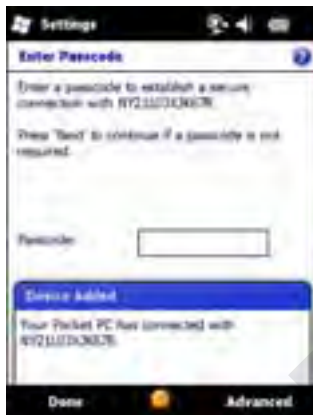 Settings
Enter Passcode
Enter a passcode to establish a secure
connection with
Press 'Next' to continue if a passcode is not
required.
Passcode:
Device Added
Your Pocket PC has connected with
Done
Advanced